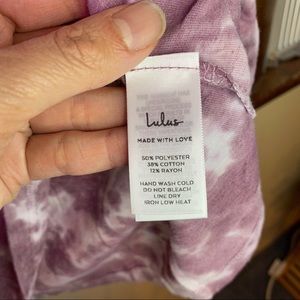 Lulus
MADE WITH LOVE
50% POLYESTER
38% COTTON
12% RAYON
HAND WASH COLD
DO NOT BLEACH
LINE DRY
IRON LOW HEAT